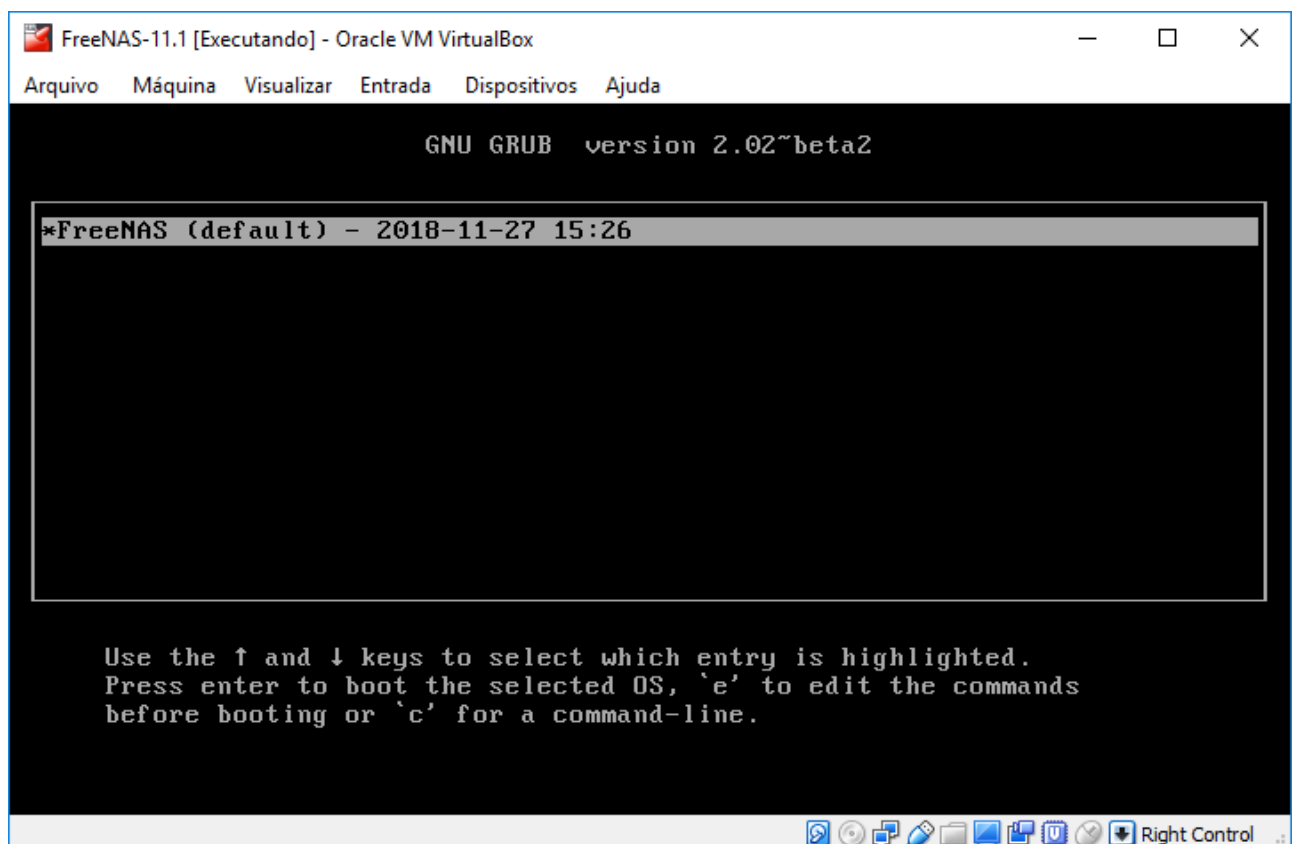 FreeNAS-11.1 [Executando] - Oracle VM VirtualBox
Arquivo Máquina Visualizar Entrada Dispositivos Ajuda
GNU GRUB version 2.02~beta2
*FreeNAS (default) - 2018-11-27 15:26
Use the ↑ and ↓ keys to select which entry is highlighted.
Press enter to boot the selected OS, `e' to edit the commands
before booting or `c' for a command-line.
Right Control